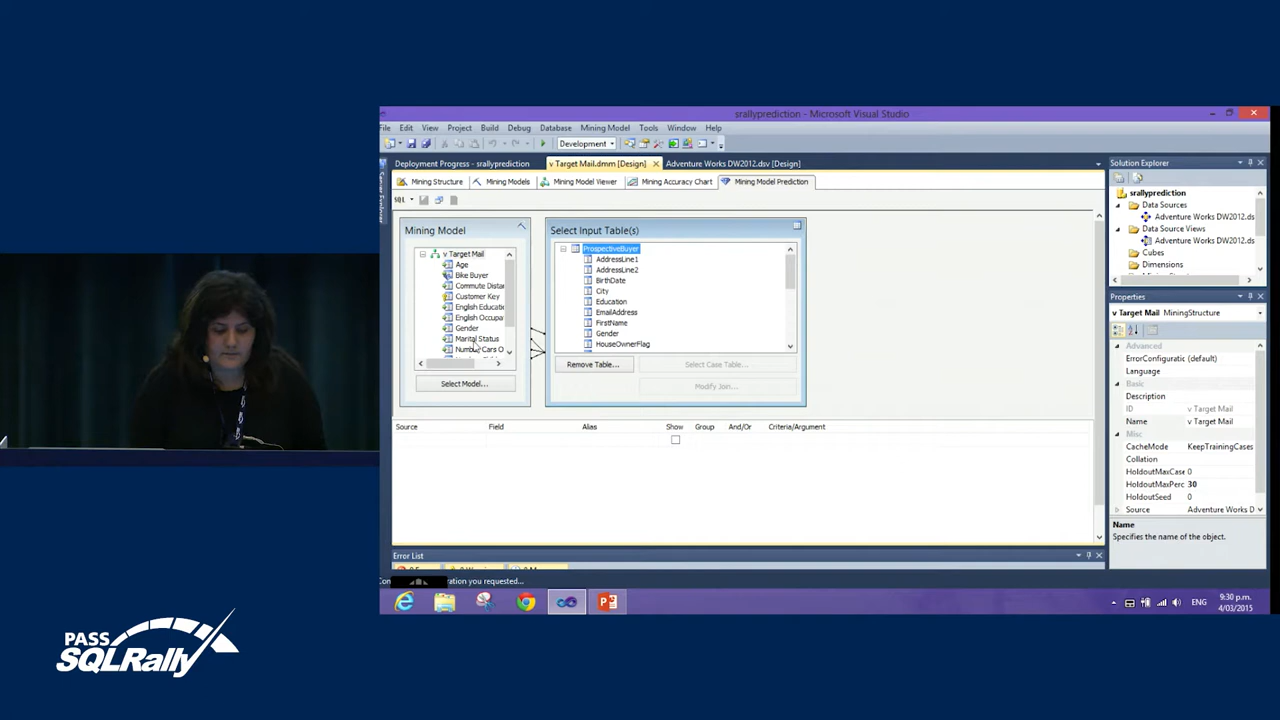 srallyprediction - Microsoft Visual Studio
File Edit View Project Build Debug Database Mining Model Tools Window Help
Development
Deployment Progress - srallyprediction
v Target Mail.dmm [Design]
Adventure Works DW2012.dsv [Design]
Solution Explorer
Mining Structure
Mining Models
Mining Model Viewer
Mining Accuracy Chart
Mining Model Prediction
SQL
srallyprediction
Data Sources
Adventure Works DW2012.ds
Data Source Views
Adventure Works DW2012.ds
Cubes
Dimensions
Mining Model
v Target Mail
Age
Bike Buyer
Commute Distan
Customer Key
English Educatio
English Occupa
Gender
Marital Status
Number Cars O
Select Model...
Select Input Table(s)
ProspectiveBuyer
AddressLine1
AddressLine2
BirthDate
City
Education
EmailAddress
FirstName
Gender
HouseOwnerFlag
Remove Table...
Select Case Table...
Modify Join...
Properties
v Target Mail MiningStructure
Advanced
ErrorConfiguratic (default)
Language
Basic
Description
ID v Target Mail
Name v Target Mail
Misc
CacheMode KeepTrainingCases
Collation
HoldoutMaxCase 0
HoldoutMaxPerc 30
HoldoutSeed 0
Source Adventure Works D
Name
Specifies the name of the object.
Source Field Alias Show Group And/Or Criteria/Argument
Error List
ration you requested...
ENG
9:30 p.m.
4/03/2015
PASS
SQLRally